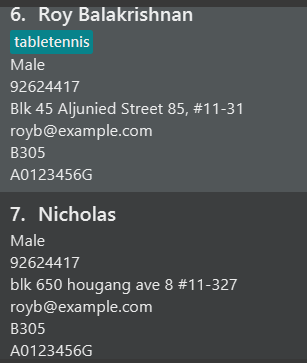 6. Roy Balakrishnan
tabletennis
Male
92624417
Blk 45 Aljunied Street 85, #11-31
royb@example.com
B305
A0123456G
7. Nicholas
Male
92624417
blk 650 hougang ave 8 #11-327
royb@example.com
B305
A0123456G